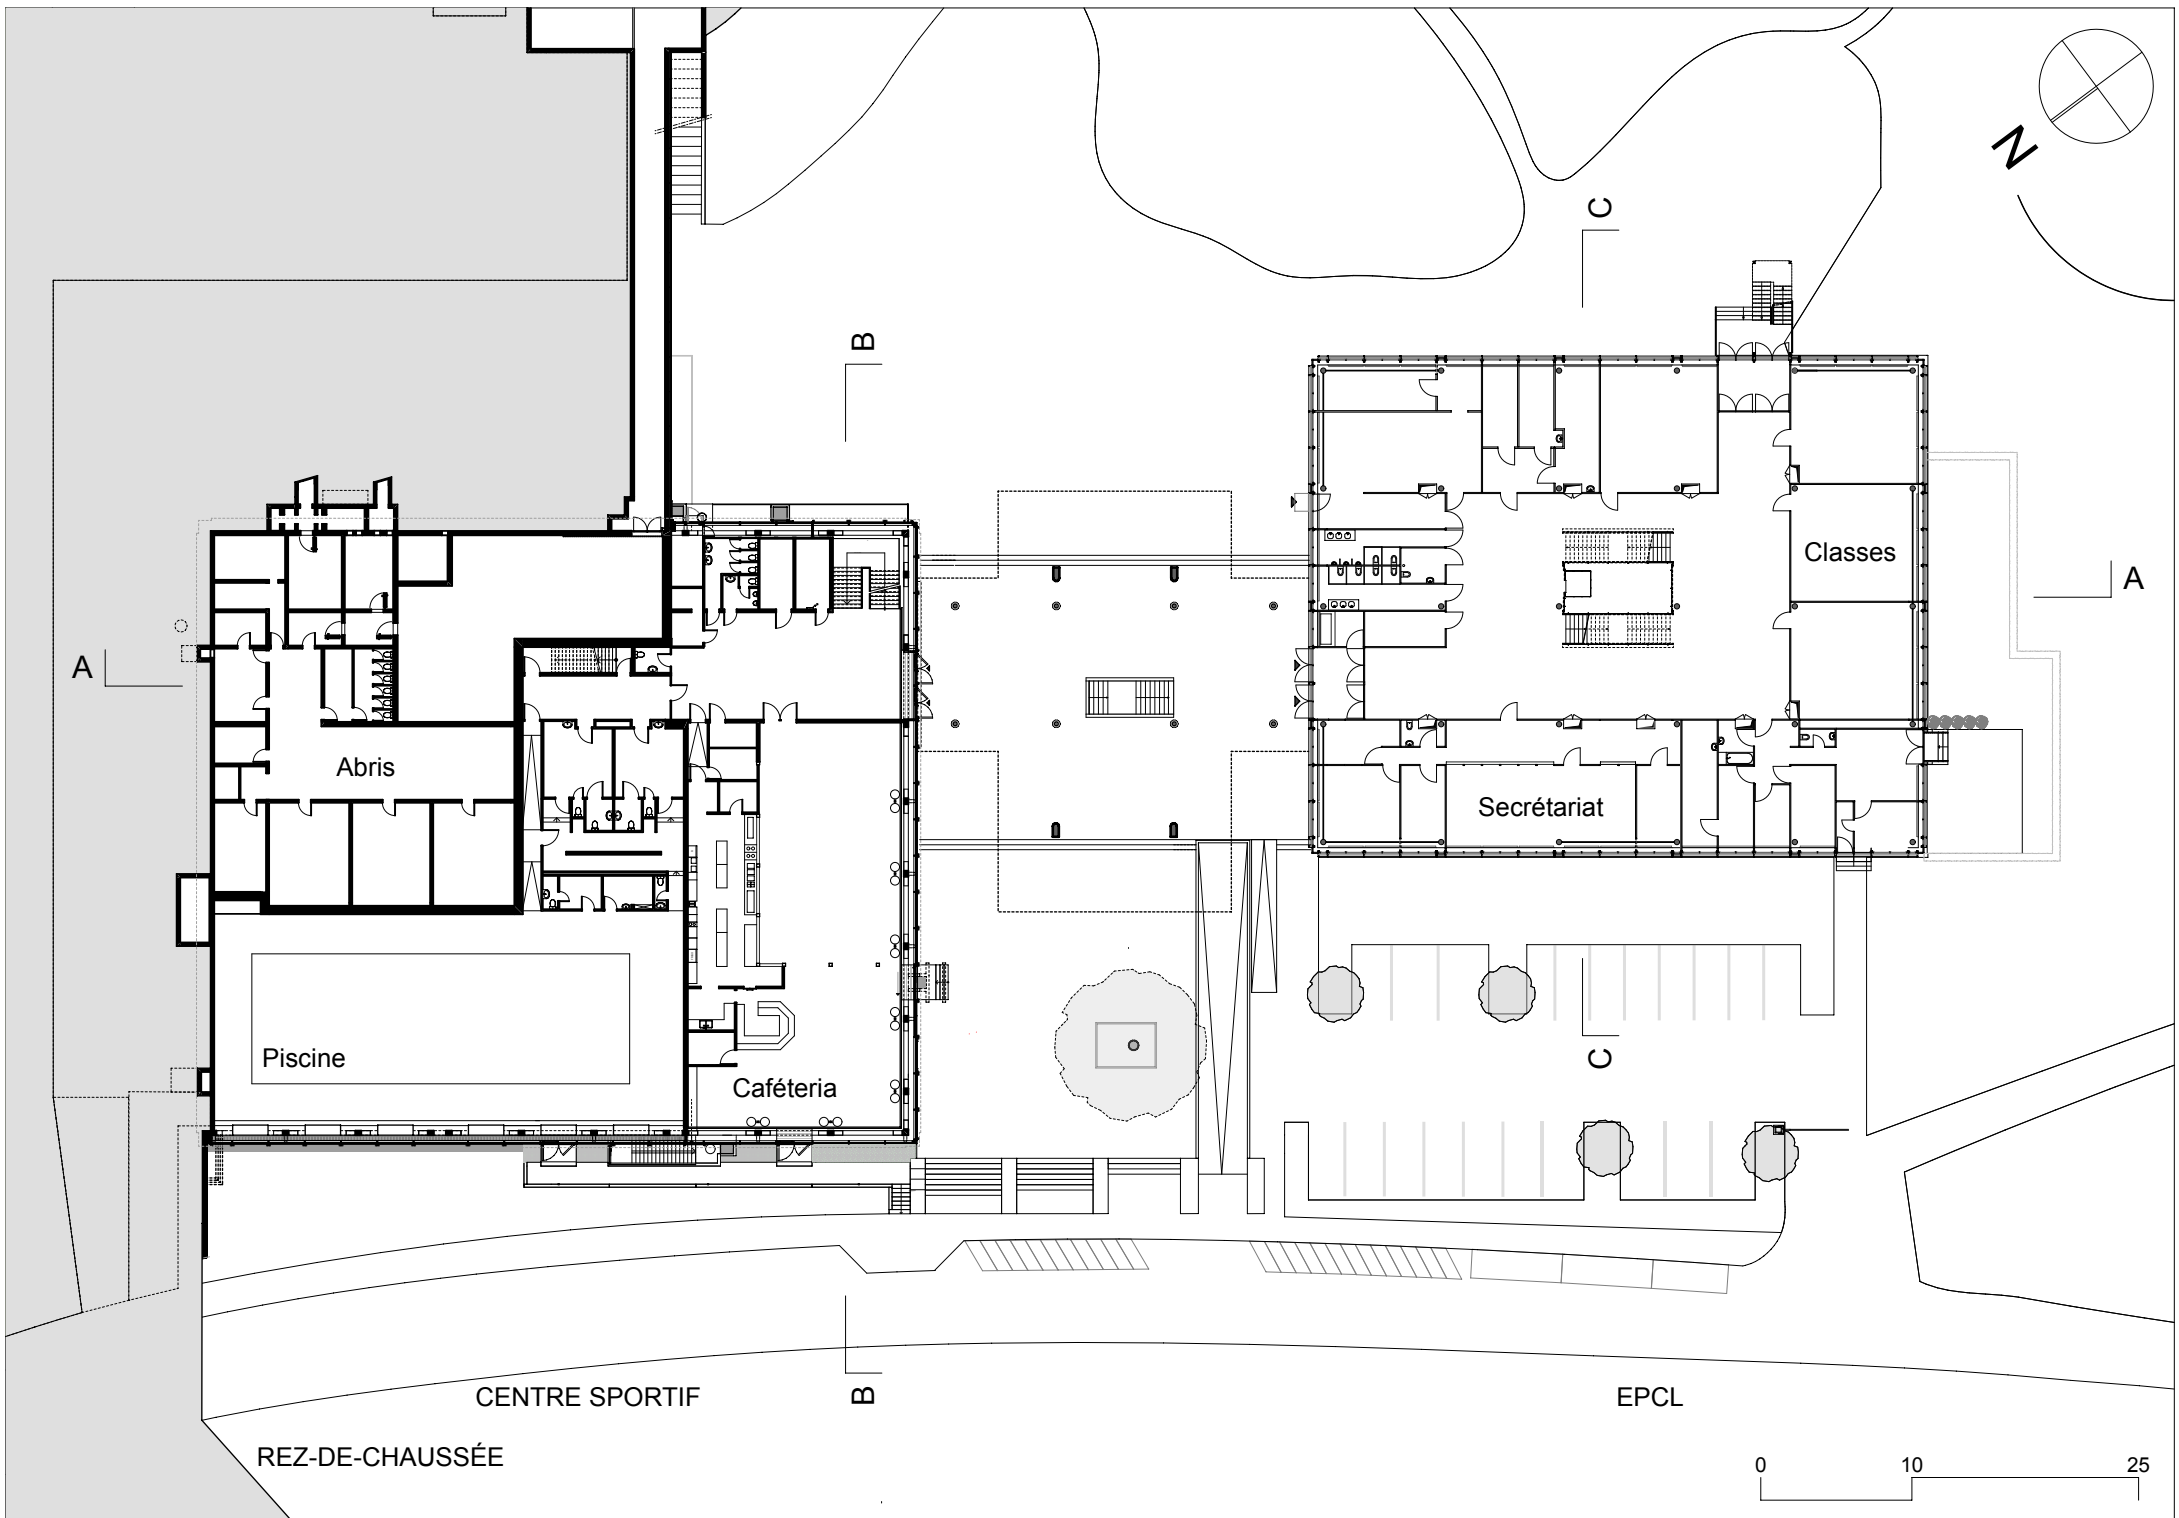 N
C
B
Classes
A
A
Abris
Secrétariat
Piscine
C
Caféteria
CENTRE SPORTIF
B
EPCL
REZ-DE-CHAUSSÉE
0 10 25